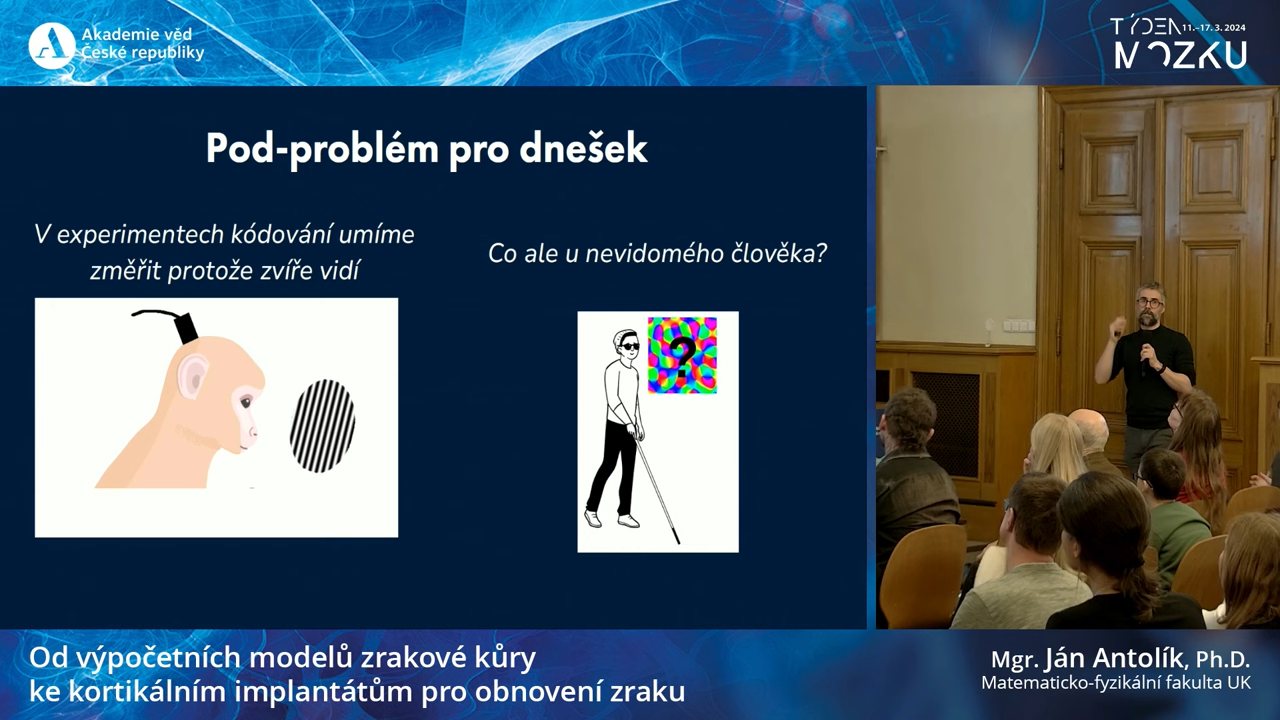 Akademie věd
České republiky
TÝDEN 11.–17. 3. 2024
MOZKU
Pod-problém pro dnešek
V experimentech kódování umíme
změřit protože zvíře vidí
Co ale u nevidomého člověka?
?
Od výpočetních modelů zrakové kůry
ke kortikálním implantátům pro obnovení zraku
Mgr. Ján Antolík, Ph.D.
Matematicko-fyzikální fakulta UK